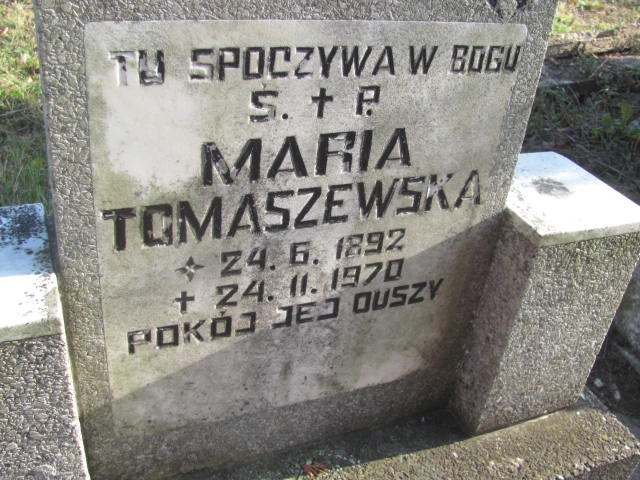 TU SPOCZYWA W BOGU
Ś. † P.
MARIA
TOMASZEWSKA
* 24. 6. 1892
† 24. 11. 1970
POKÓJ JEJ DUSZY